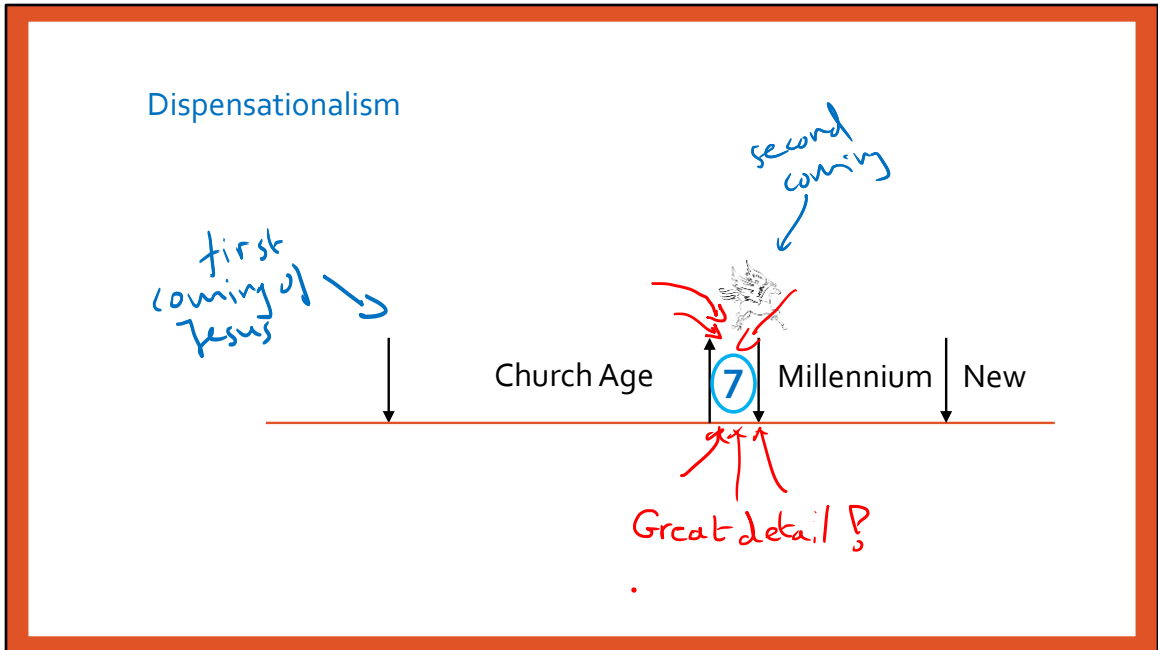 Dispensationalism
second
coming
first
coming of
Jesus
Church Age
7
Millennium
New
Great detail?